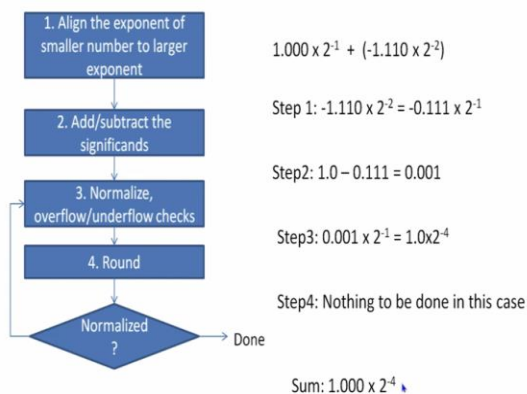 1. Align the exponent of
smaller number to larger
exponent
2. Add/subtract the
significands
3. Normalize,
overflow/underflow checks
4. Round
Normalized
?
Done
1.000 x 2⁻¹ + (-1.110 x 2⁻²)
Step 1: -1.110 x 2⁻² = -0.111 x 2⁻¹
Step2: 1.0 – 0.111 = 0.001
Step3: 0.001 x 2⁻¹ = 1.0x2⁻⁴
Step4: Nothing to be done in this case
Sum: 1.000 x 2⁻⁴